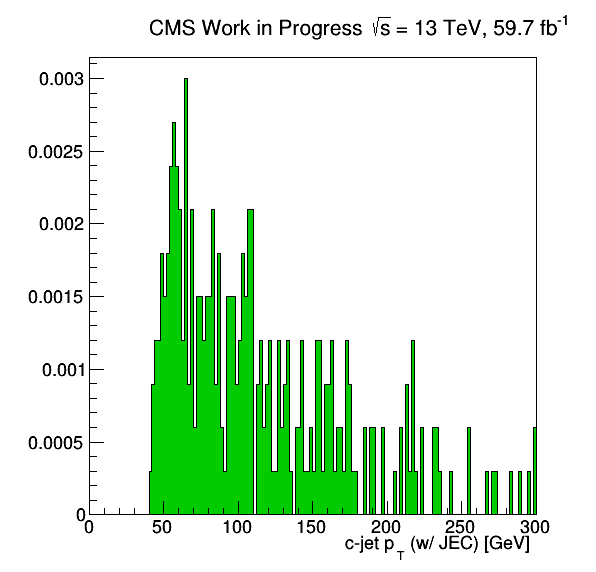 CMS Work in Progress √s = 13 TeV, 59.7 fb⁻¹
0.003
0.0025
0.002
0.0015
0.001
0.0005
0
0 50 100 150 200 250 300
c-jet p_T (w/ JEC) [GeV]